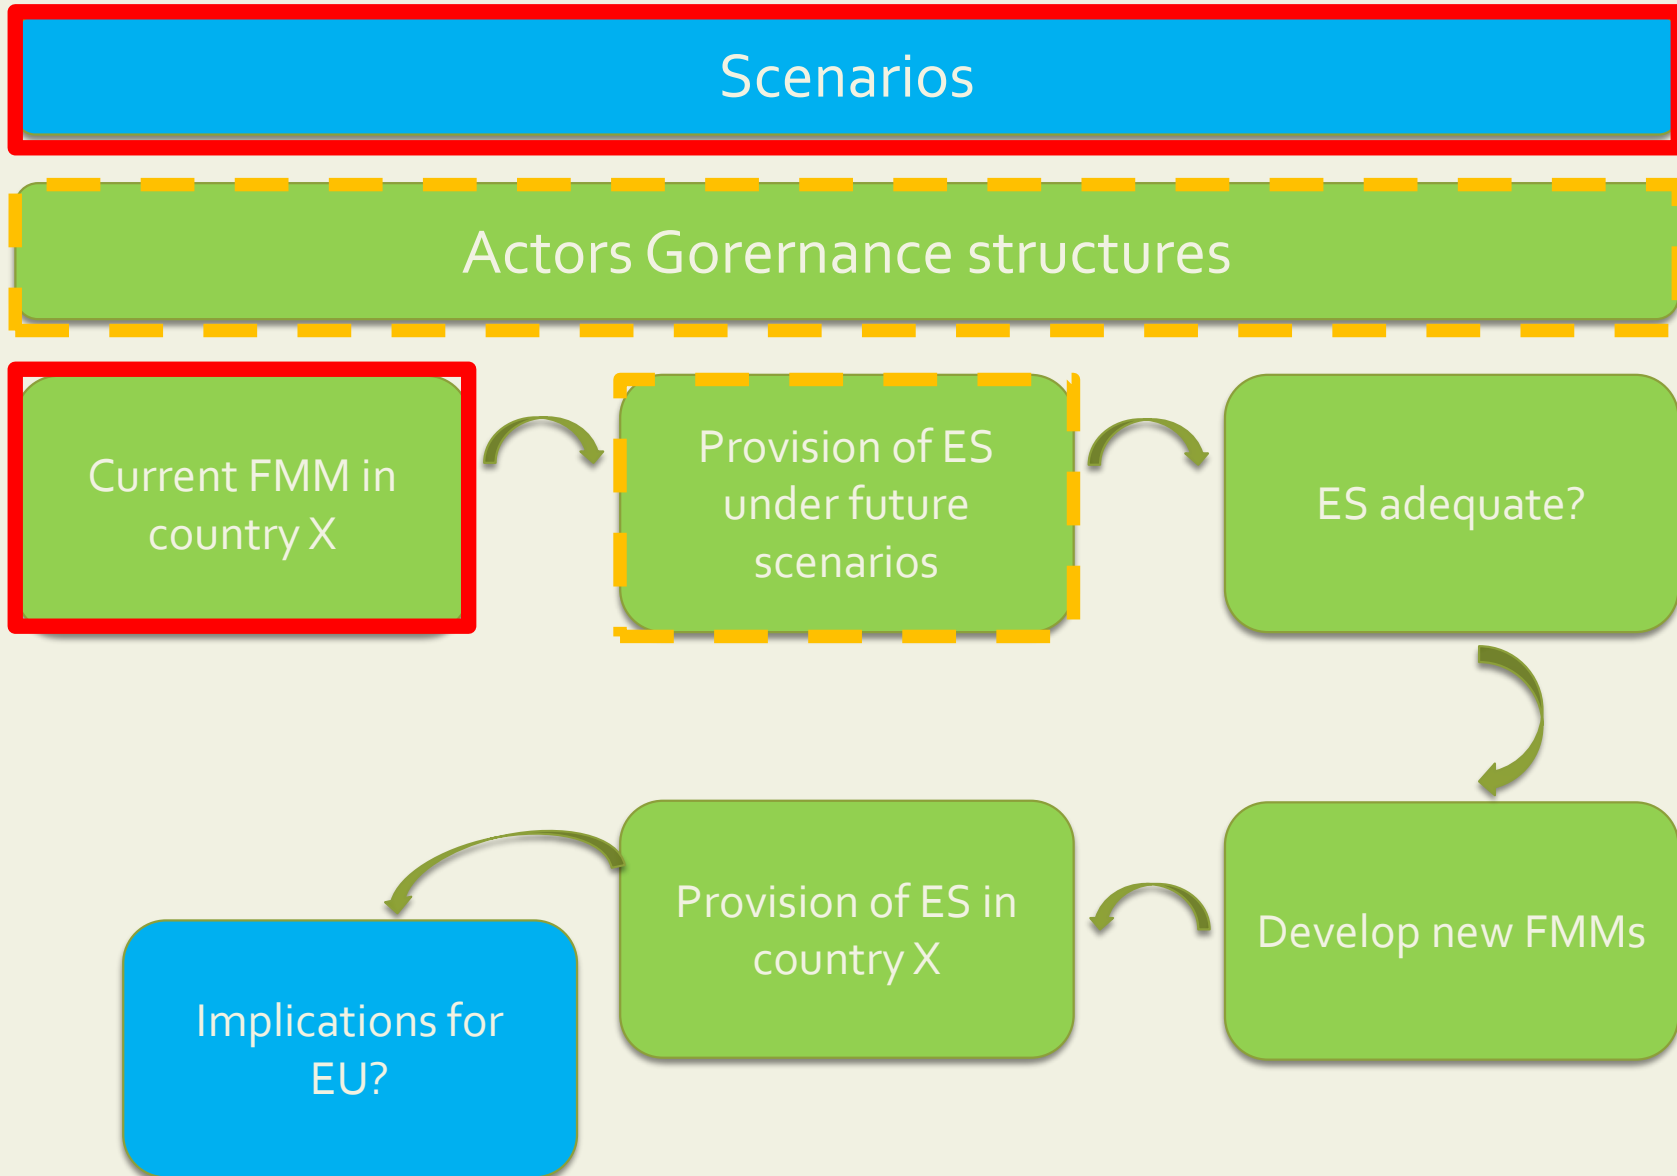 Scenarios
Actors Gorernance structures
Current FMM in
country X
Provision of ES
under future
scenarios
ES adequate?
Develop new FMMs
Provision of ES in
country X
Implications for
EU?